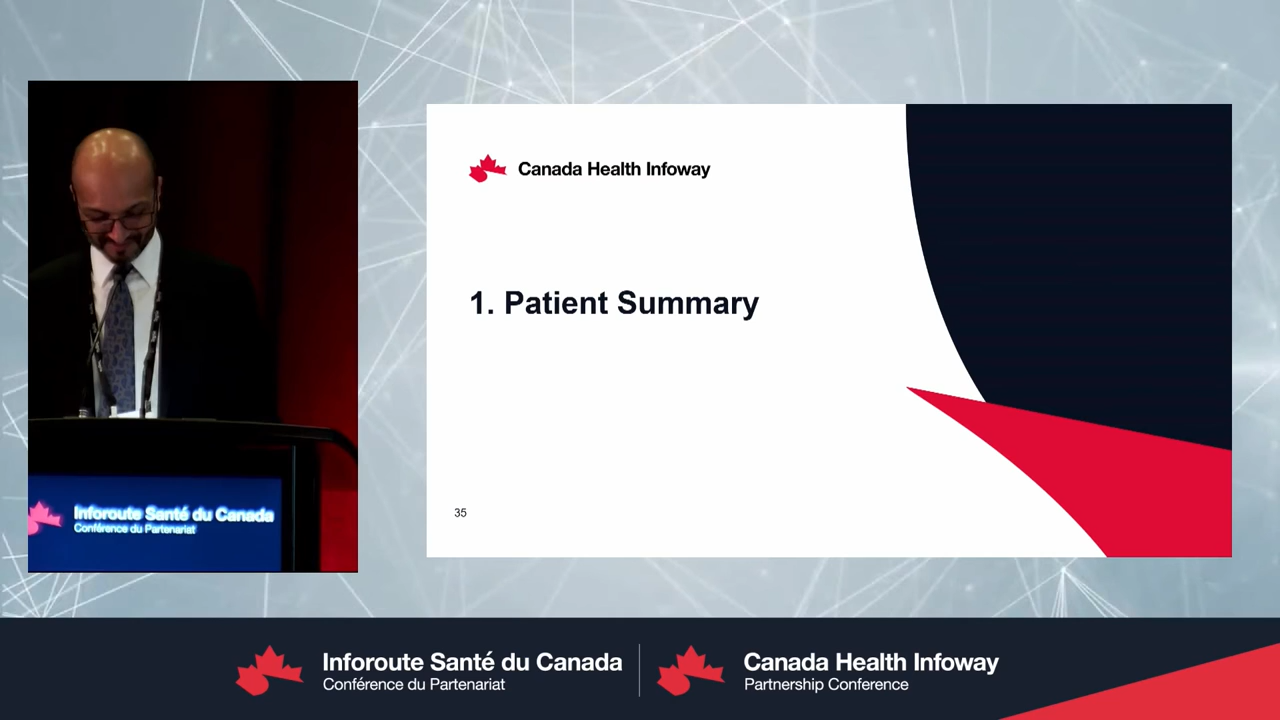 Canada Health Infoway
1. Patient Summary
35
Inforoute Santé du Canada
Conférence du Partenariat
Inforoute Santé du Canada
Conférence du Partenariat
Canada Health Infoway
Partnership Conference